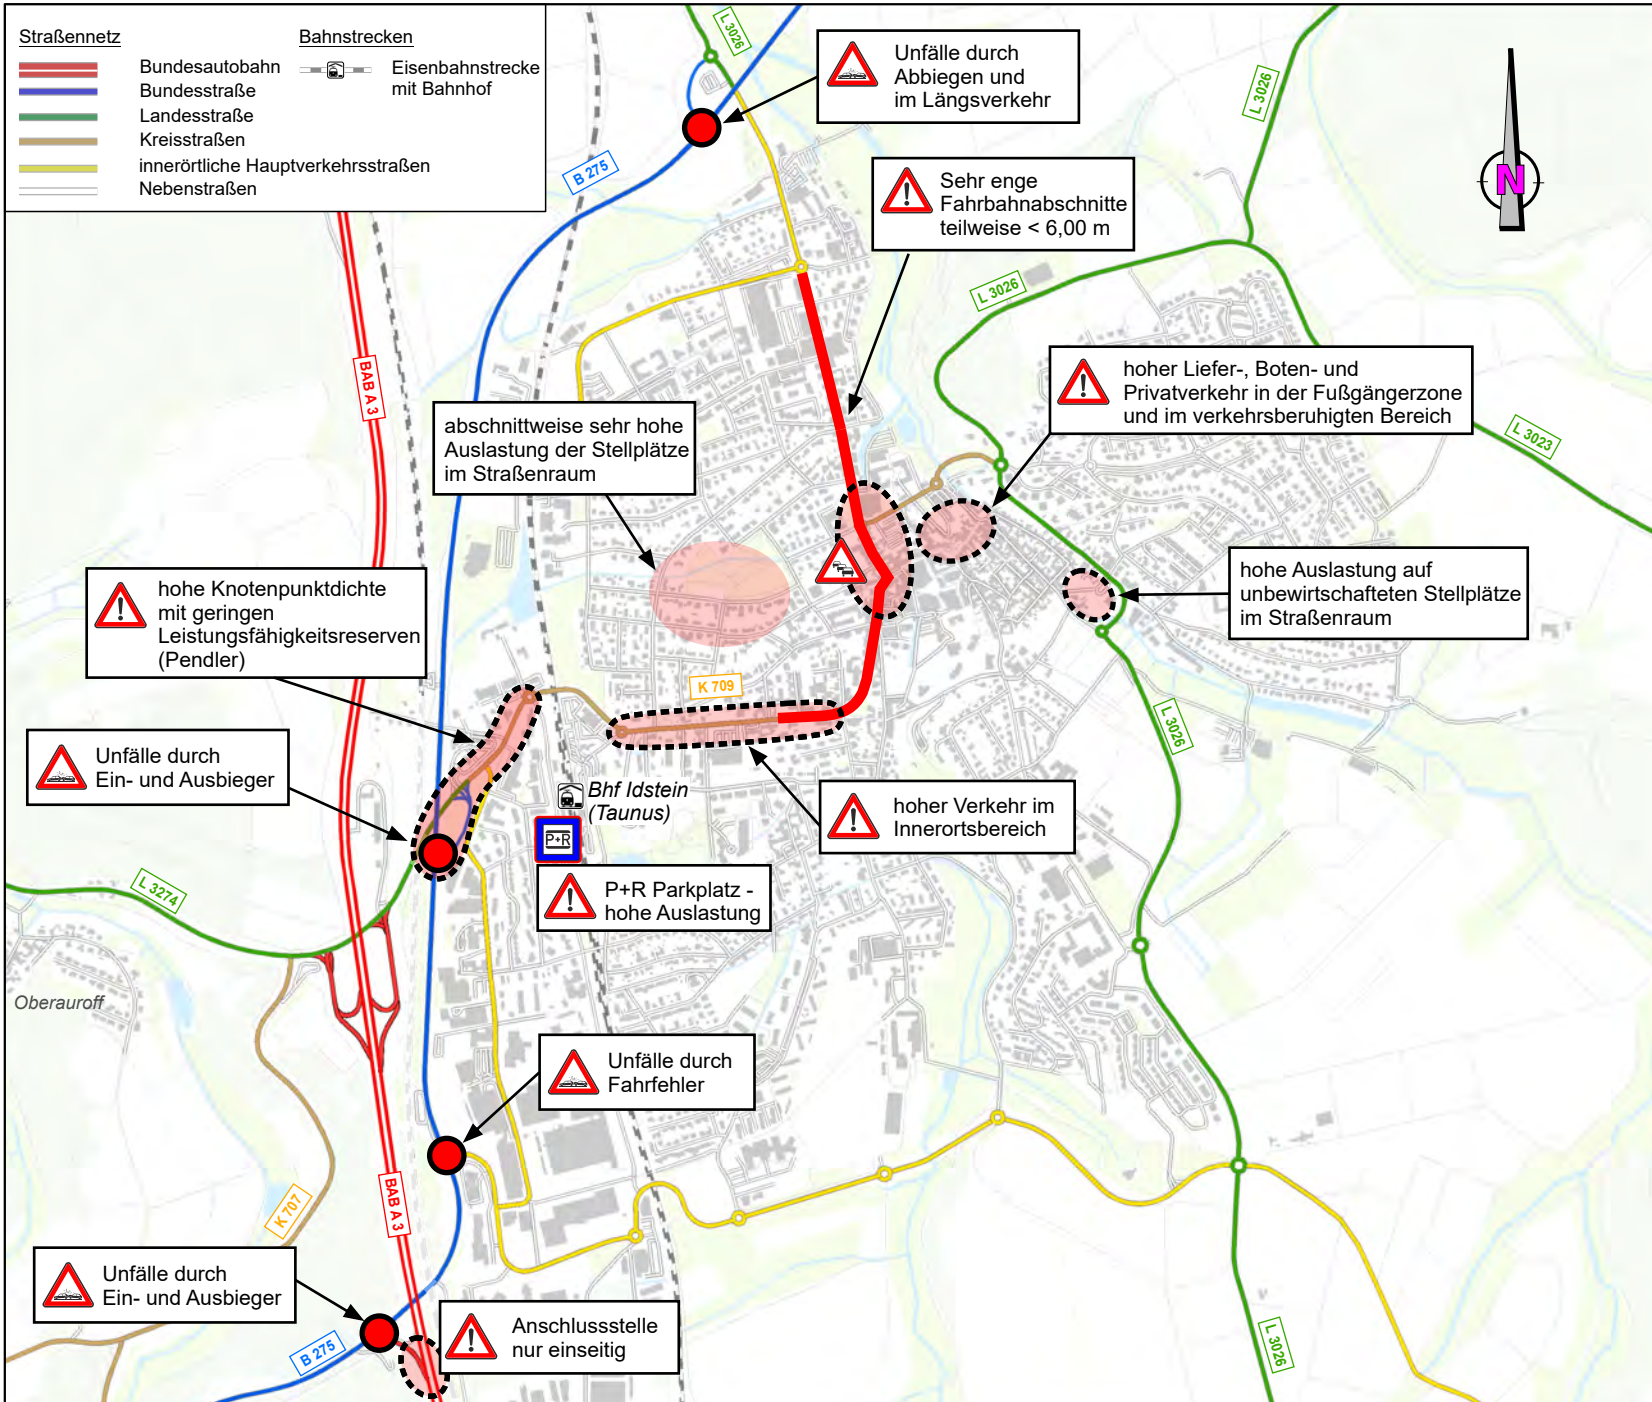 Straßennetz
Bahnstrecken
Bundesautobahn
Bundesstraße
Landesstraße
Kreisstraßen
innerörtliche Hauptverkehrsstraßen
Nebenstraßen
Eisenbahnstrecke
mit Bahnhof
L 3026
Unfälle durch
Abbiegen und
im Längsverkehr
L 3026
B 275
Sehr enge
Fahrbahnabschnitte
teilweise < 6,00 m
N
L 3026
BAB A 3
hoher Liefer-, Boten- und
Privatverkehr in der Fußgängerzone
und im verkehrsberuhigten Bereich
L 3023
abschnittweise sehr hohe
Auslastung der Stellplätze
im Straßenraum
hohe Knotenpunktdichte
mit geringen
Leistungsfähigkeitsreserven
(Pendler)
hohe Auslastung auf
unbewirtschafteten Stellplätze
im Straßenraum
K 709
L 3026
Unfälle durch
Ein- und Ausbieger
Bhf Idstein
(Taunus)
P+R
hoher Verkehr im
Innerortsbereich
P+R Parkplatz -
hohe Auslastung
L 3274
Oberauroff
Unfälle durch
Fahrfehler
BAB A 3
K 707
Unfälle durch
Ein- und Ausbieger
Anschlussstelle
nur einseitig
B 275
L 3026